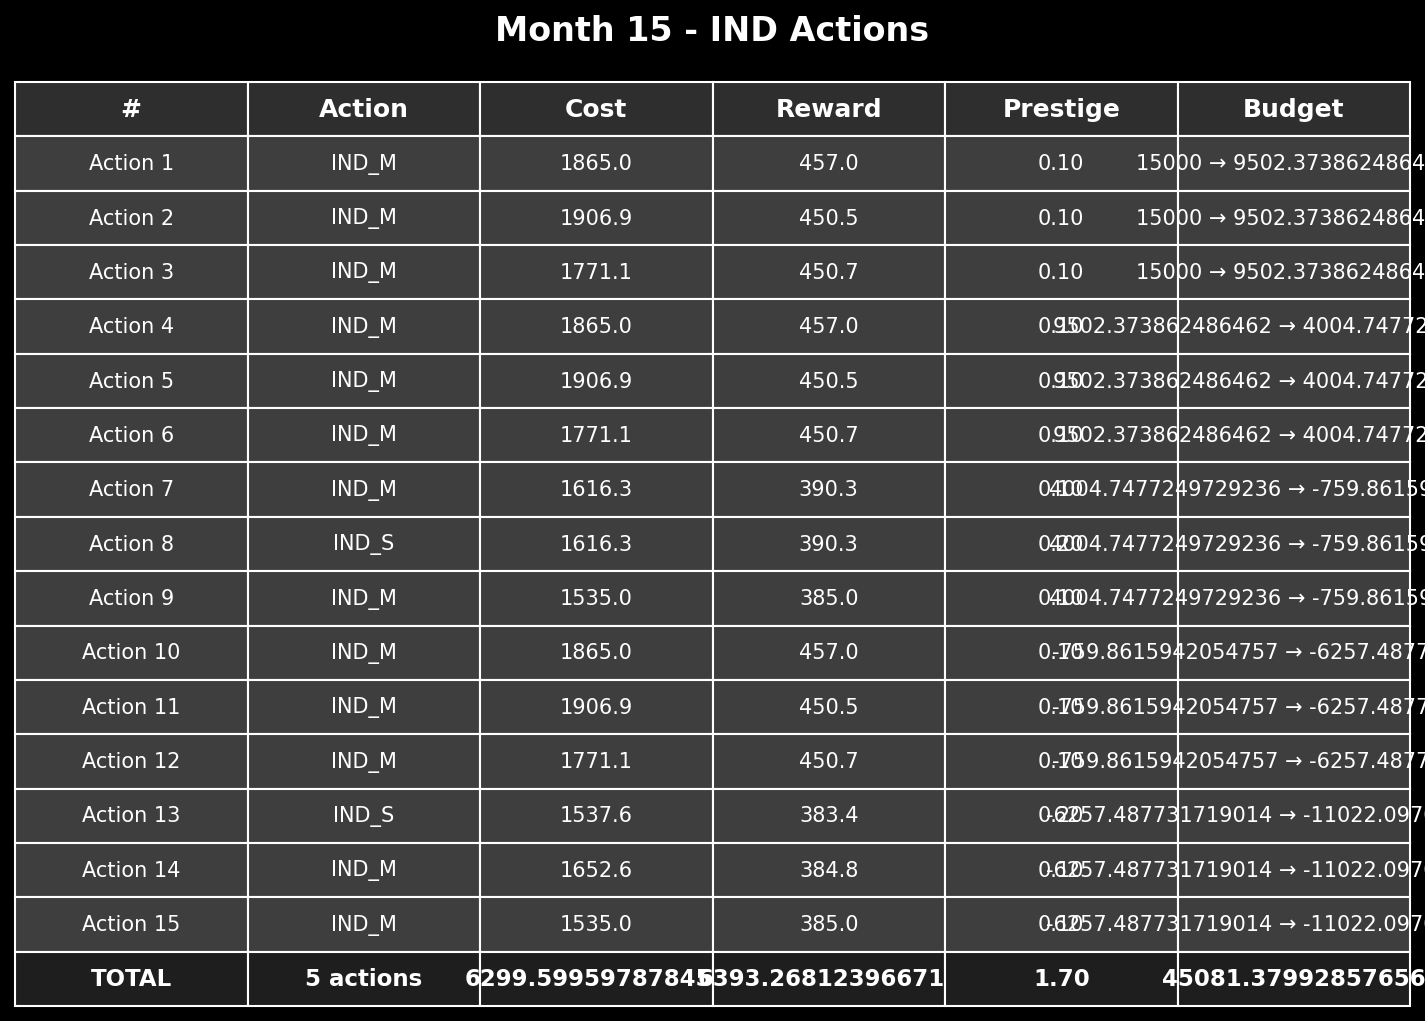 Month 15 - IND Actions
# Action Cost Reward Prestige Budget
Action 1 IND_M 1865.0 457.0 0.10 15000 → 9502.3738624864
Action 2 IND_M 1906.9 450.5 0.10 15000 → 9502.3738624864
Action 3 IND_M 1771.1 450.7 0.10 15000 → 9502.3738624864
Action 4 IND_M 1865.0 457.0 0.10 9502.373862486462 → 4004.74772
Action 5 IND_M 1906.9 450.5 0.10 9502.373862486462 → 4004.74772
Action 6 IND_M 1771.1 450.7 0.10 9502.373862486462 → 4004.74772
Action 7 IND_M 1616.3 390.3 0.10 4004.7477249729236 → -759.86159
Action 8 IND_S 1616.3 390.3 0.20 4004.7477249729236 → -759.86159
Action 9 IND_M 1535.0 385.0 0.10 4004.7477249729236 → -759.86159
Action 10 IND_M 1865.0 457.0 0.10 -759.8615942054757 → -6257.4877
Action 11 IND_M 1906.9 450.5 0.10 -759.8615942054757 → -6257.4877
Action 12 IND_M 1771.1 450.7 0.10 -759.8615942054757 → -6257.4877
Action 13 IND_S 1537.6 383.4 0.20 -6257.487731719014 → -11022.097
Action 14 IND_M 1652.6 384.8 0.10 -6257.487731719014 → -11022.097
Action 15 IND_M 1535.0 385.0 0.10 -6257.487731719014 → -11022.097
TOTAL 5 actions 6393.26812396671 1.70 45081.37992857656